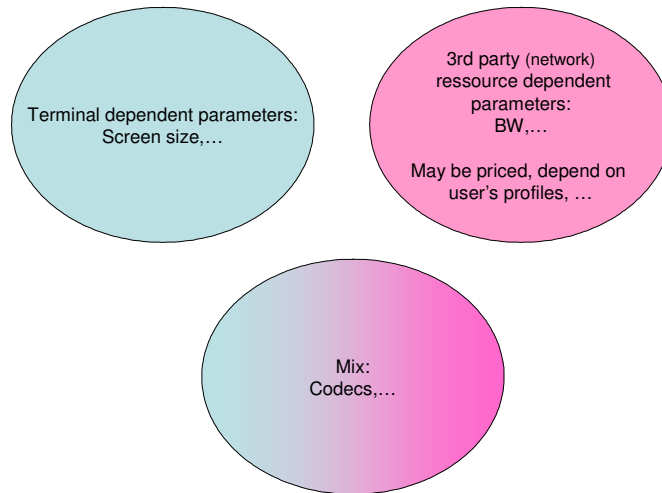 Terminal dependent parameters:
Screen size,…
3rd party (network)
ressource dependent
parameters:
BW,…
May be priced, depend on
user's profiles, …
Mix:
Codecs,…